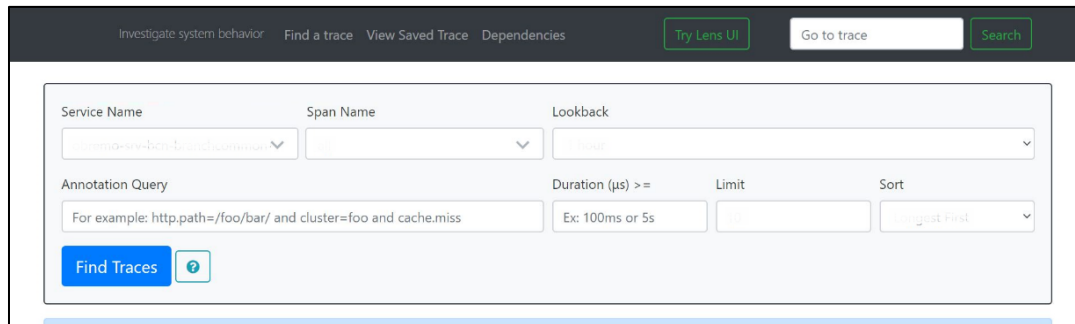 Investigate system behavior Find a trace View Saved Trace Dependencies Try Lens UI Go to trace Search
Service Name Span Name Lookback
hour
Annotation Query Duration (µs) >= Limit Sort
For example: http.path=/foo/bar/ and cluster=foo and cache.miss Ex: 100ms or 5s First
Find Traces